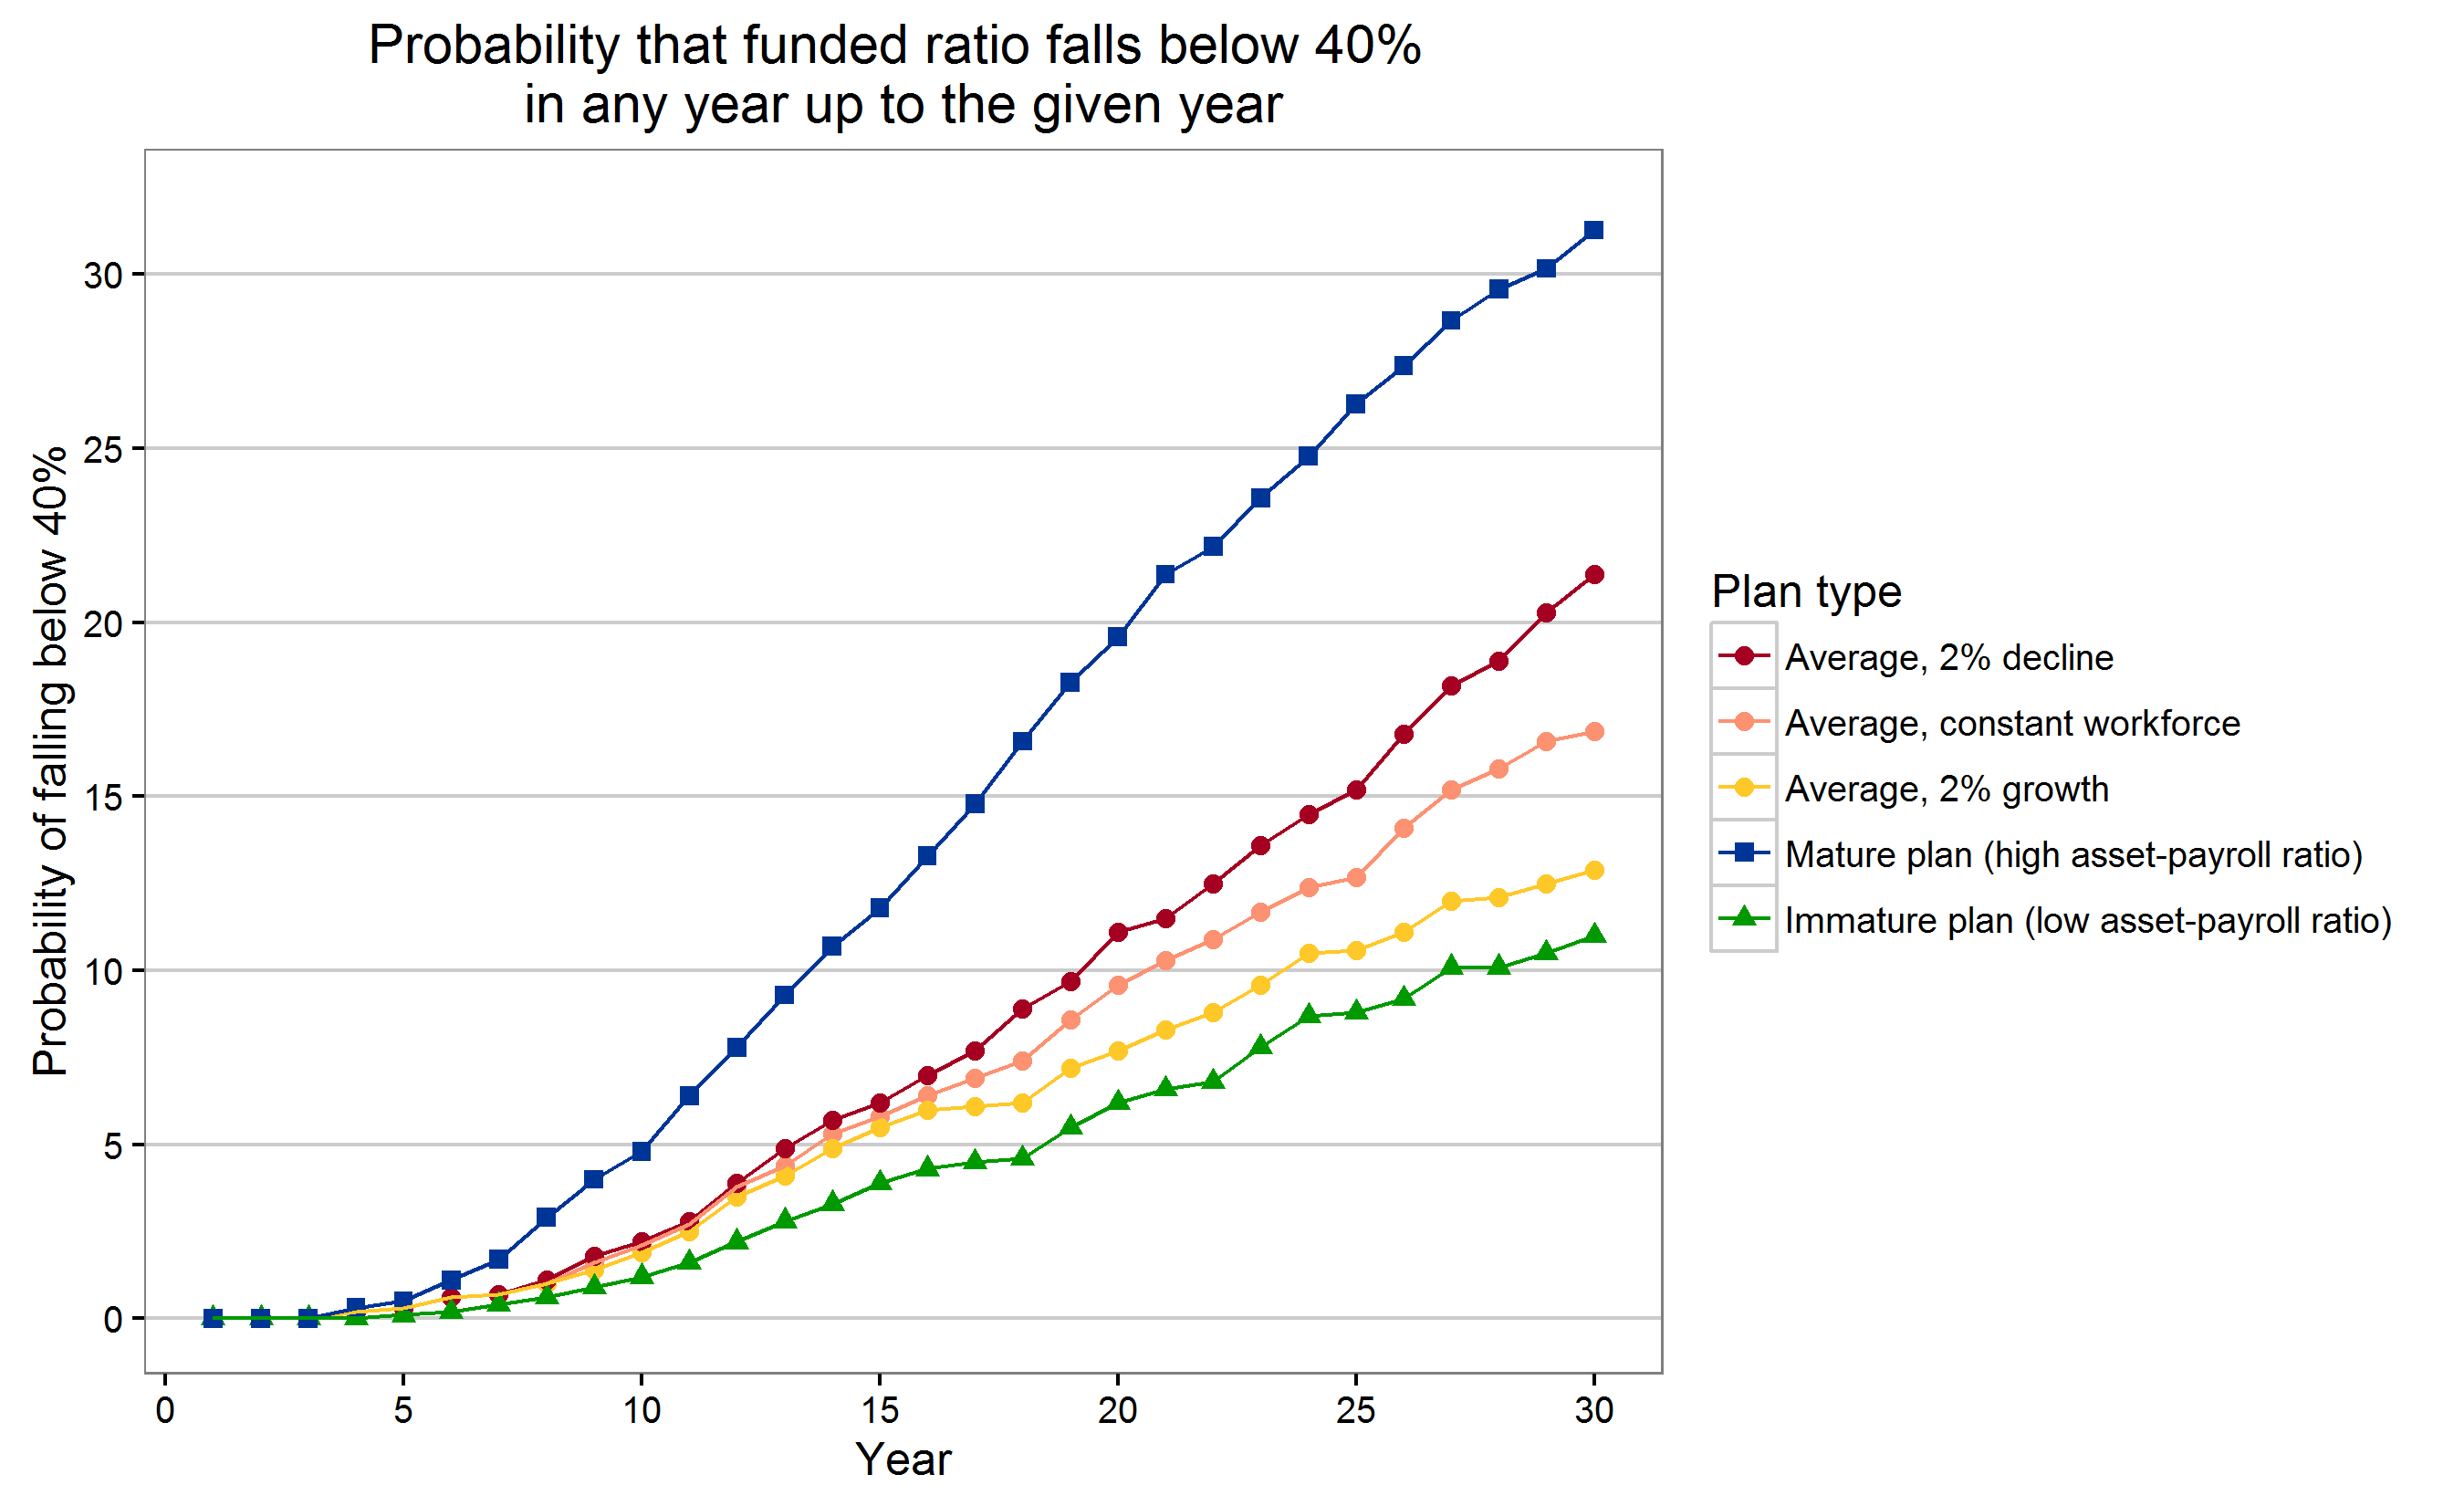 Probability that funded ratio falls below 40%
in any year up to the given year
Probability of falling below 40%
30
25
20
15
10
5
0
0 5 10 15 20 25 30
Year
Plan type
Average, 2% decline
Average, constant workforce
Average, 2% growth
Mature plan (high asset-payroll ratio)
Immature plan (low asset-payroll ratio)